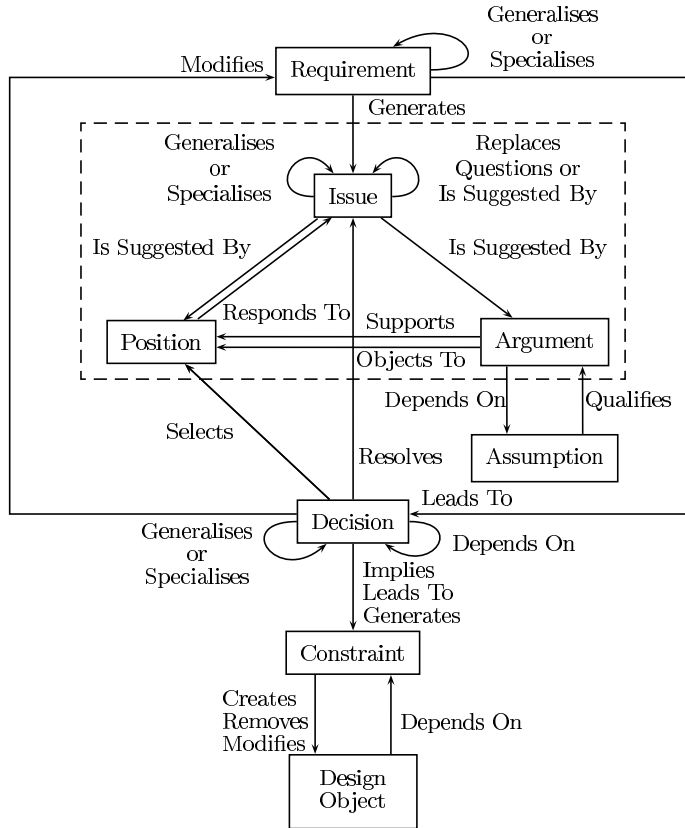 Generalises
or
Specialises
Modifies
Requirement
Generates
Generalises
or
Specialises
Replaces
Questions or
Is Suggested By
Issue
Is Suggested By
Is Suggested By
Responds To
Supports
Position
Argument
Objects To
Depends On
Qualifies
Selects
Resolves
Assumption
Leads To
Decision
Generalises
or
Specialises
Depends On
Implies
Leads To
Generates
Constraint
Creates
Removes
Modifies
Depends On
Design
Object